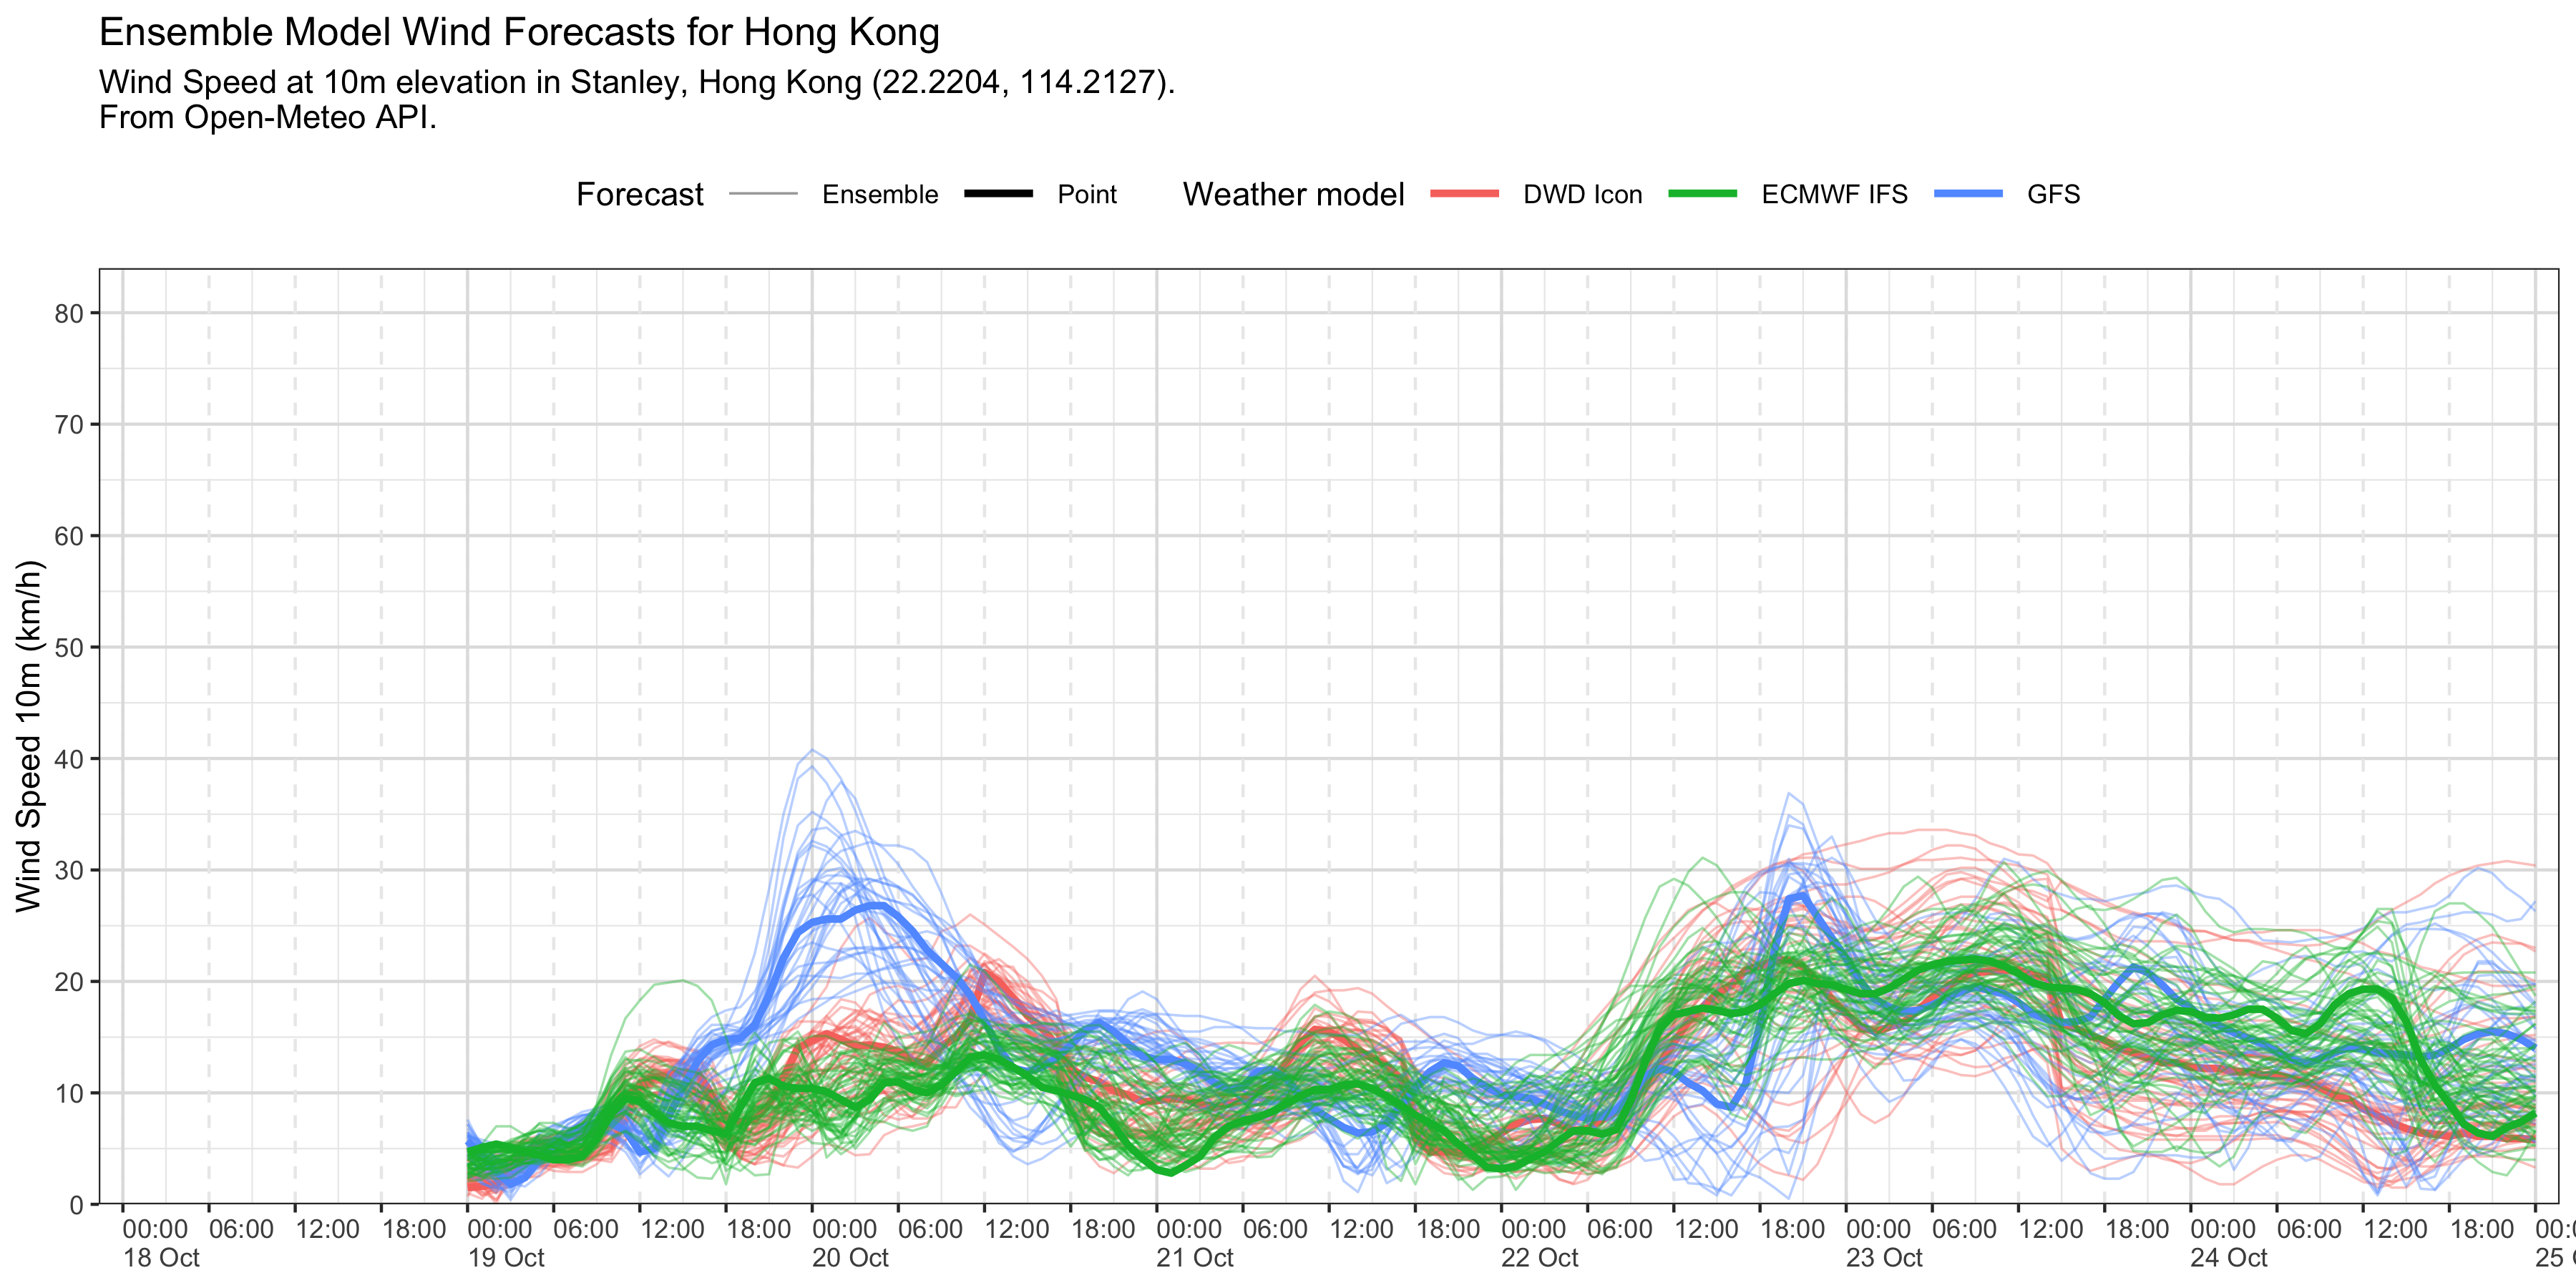 Ensemble Model Wind Forecasts for Hong Kong
Wind Speed at 10m elevation in Stanley, Hong Kong (22.2204, 114.2127).
From Open-Meteo API.
Forecast Ensemble Point Weather model DWD Icon ECMWF IFS GFS
Wind Speed 10m (km/h)
80
70
60
50
40
30
20
10
0
00:00 06:00 12:00 18:00 00:00 06:00 12:00 18:00 00:00 06:00 12:00 18:00 00:00 06:00 12:00 18:00 00:00 06:00 12:00 18:00 00:00 06:00 12:00 18:00 00:00 06:00 12:00 18:00 00:0
18 Oct 19 Oct 20 Oct 21 Oct 22 Oct 23 Oct 24 Oct 25